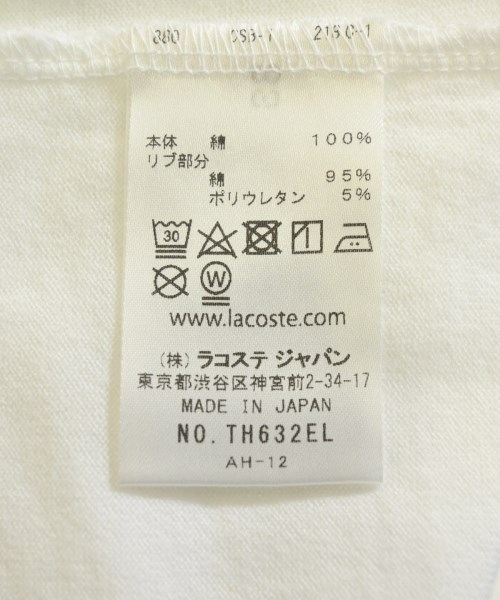 本体 綿 100%
リブ部分
綿 95%
ポリウレタン 5%
30
W
www.lacoste.com
(株) ラコステ ジャパン
東京都渋谷区神宮前2-34-17
MADE IN JAPAN
NO. TH632EL
AH-12